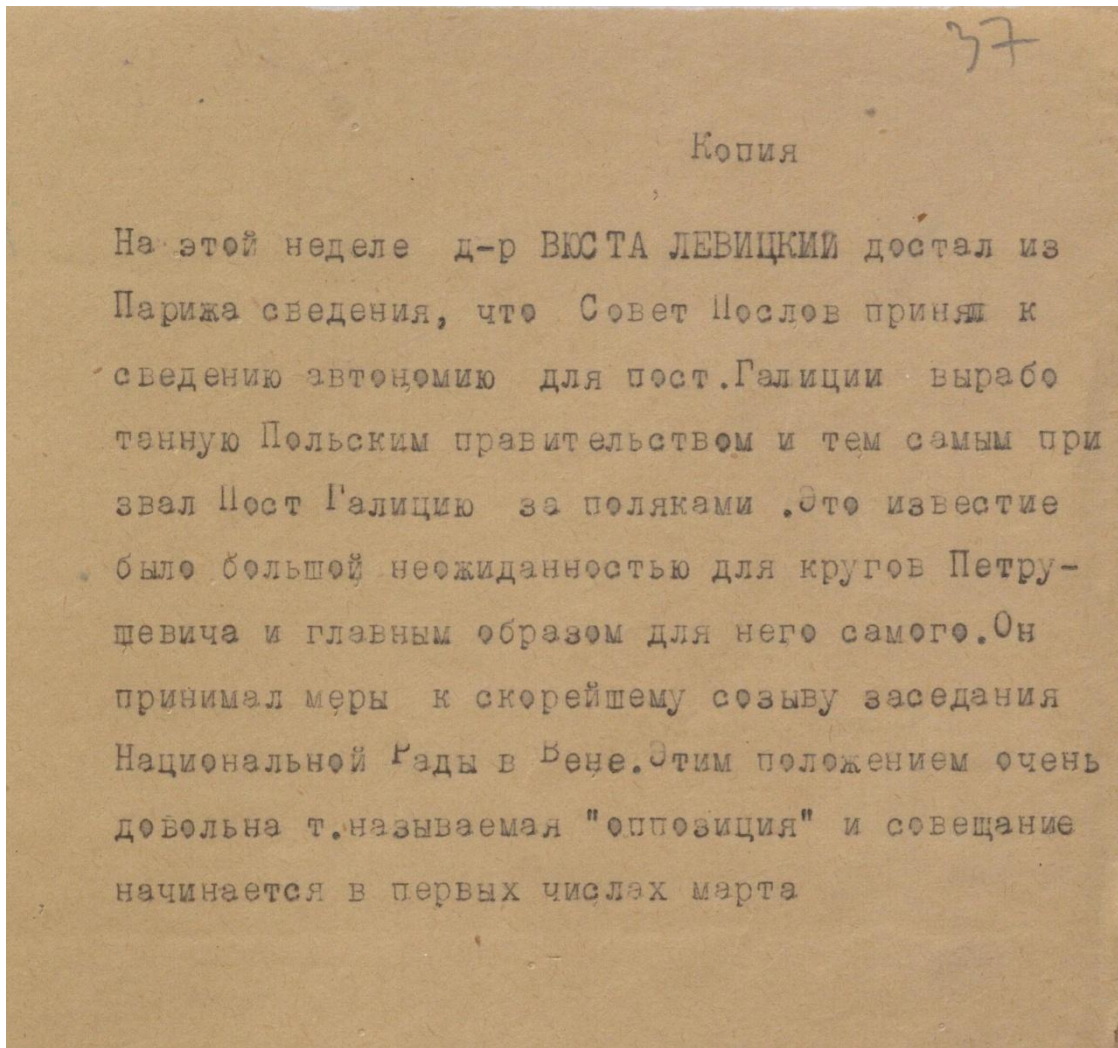 37
Копия
На этой неделе д-р ВЮСТА ЛЕВИЦКИЙ достал из
Парижа сведения, что Совет Послов принял к
сведению автономию для пост.Галиции вырабо
танную Польским правительством и тем самым при
звал Пост Галицию за поляками .Это известие
было большой неожиданностью для кругов Петру-
шевича и главным образом для него самого.Он
принимал меры к скорейшему созыву заседания
Национальной Рады в Вене.Этим положением очень
довольна т.называемая "оппозиция" и совещание
начинается в первых числах марта